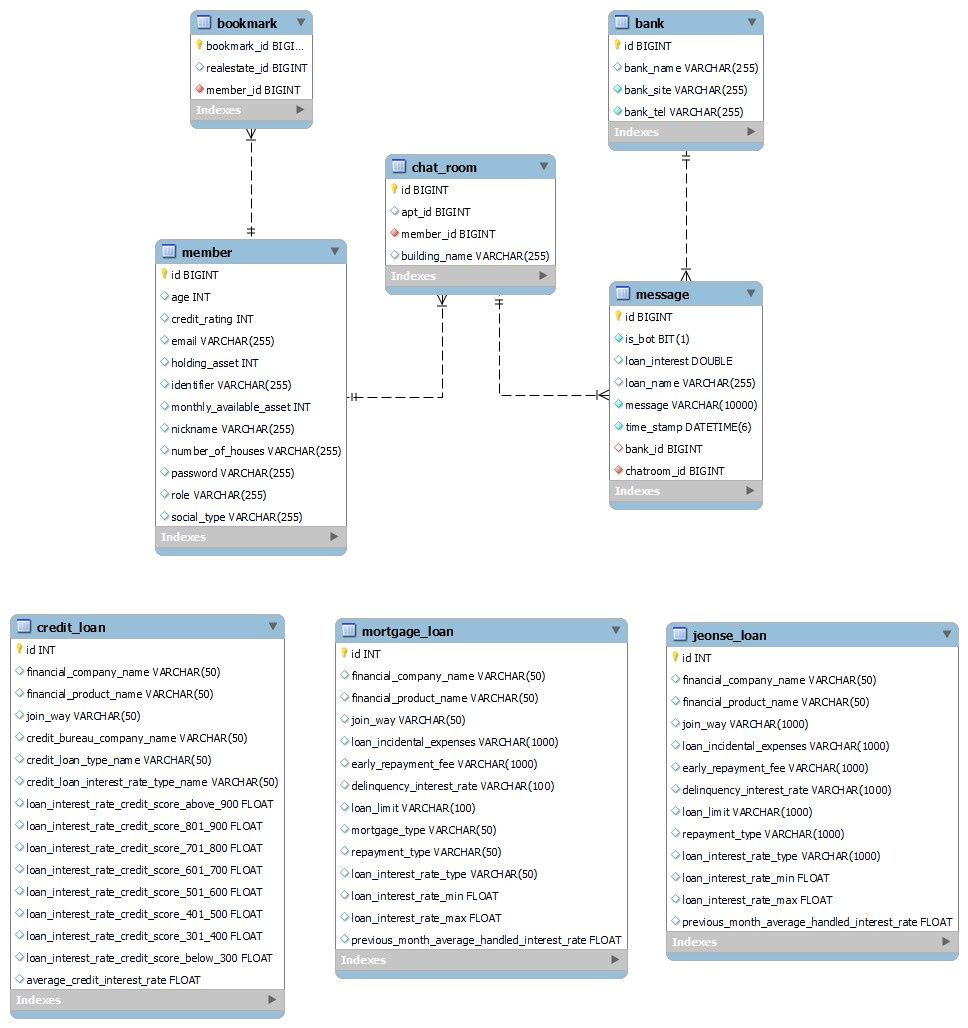 bookmark
bookmark_id BIGI...
realestate_id BIGINT
member_id BIGINT
Indexes
bank
id BIGINT
bank_name VARCHAR(255)
bank_site VARCHAR(255)
bank_tel VARCHAR(255)
Indexes
chat_room
id BIGINT
apt_id BIGINT
member_id BIGINT
building_name VARCHAR(255)
Indexes
member
id BIGINT
age INT
credit_rating INT
email VARCHAR(255)
holding_asset INT
identifier VARCHAR(255)
monthly_available_asset INT
nickname VARCHAR(255)
number_of_houses VARCHAR(255)
password VARCHAR(255)
role VARCHAR(255)
social_type VARCHAR(255)
Indexes
message
id BIGINT
is_bot BIT(1)
loan_interest DOUBLE
loan_name VARCHAR(255)
message VARCHAR(10000)
time_stamp DATETIME(6)
bank_id BIGINT
chatroom_id BIGINT
Indexes
credit_loan
id INT
financial_company_name VARCHAR(50)
financial_product_name VARCHAR(50)
join_way VARCHAR(50)
credit_bureau_company_name VARCHAR(50)
credit_loan_type_name VARCHAR(50)
credit_loan_interest_rate_type_name VARCHAR(50)
loan_interest_rate_credit_score_above_900 FLOAT
loan_interest_rate_credit_score_801_900 FLOAT
loan_interest_rate_credit_score_701_800 FLOAT
loan_interest_rate_credit_score_601_700 FLOAT
loan_interest_rate_credit_score_501_600 FLOAT
loan_interest_rate_credit_score_401_500 FLOAT
loan_interest_rate_credit_score_301_400 FLOAT
loan_interest_rate_credit_score_below_300 FLOAT
average_credit_interest_rate FLOAT
Indexes
mortgage_loan
id INT
financial_company_name VARCHAR(50)
financial_product_name VARCHAR(50)
join_way VARCHAR(50)
loan_incidental_expenses VARCHAR(1000)
early_repayment_fee VARCHAR(1000)
delinquency_interest_rate VARCHAR(100)
loan_limit VARCHAR(100)
mortgage_type VARCHAR(50)
repayment_type VARCHAR(50)
loan_interest_rate_type VARCHAR(50)
loan_interest_rate_min FLOAT
loan_interest_rate_max FLOAT
previous_month_average_handled_interest_rate FLOAT
Indexes
jeonse_loan
id INT
financial_company_name VARCHAR(50)
financial_product_name VARCHAR(50)
join_way VARCHAR(1000)
loan_incidental_expenses VARCHAR(1000)
early_repayment_fee VARCHAR(1000)
delinquency_interest_rate VARCHAR(1000)
loan_limit VARCHAR(1000)
repayment_type VARCHAR(1000)
loan_interest_rate_type VARCHAR(1000)
loan_interest_rate_min FLOAT
loan_interest_rate_max FLOAT
previous_month_average_handled_interest_rate FLOAT
Indexes